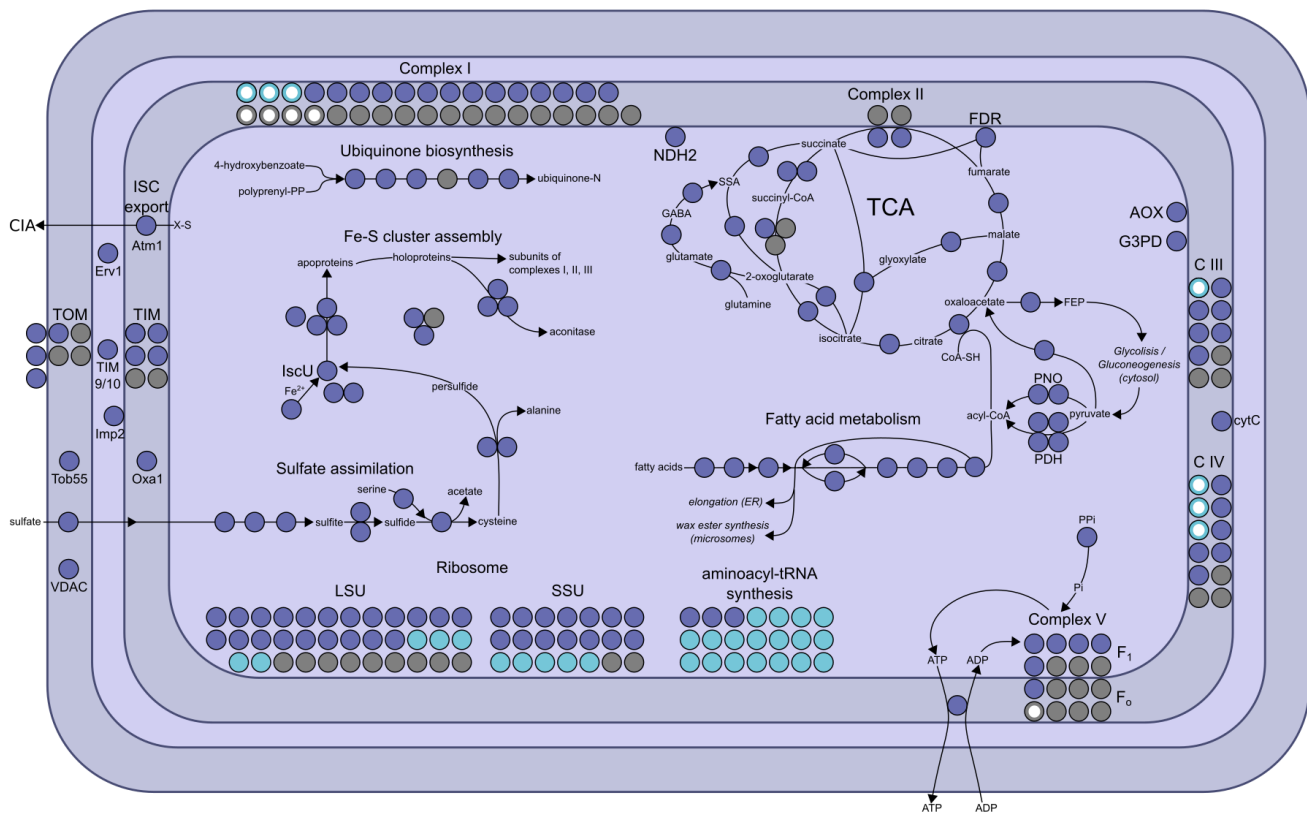 Complex I
Complex II
FDR
NDH2
Ubiquinone biosynthesis
4-hydroxybenzoate
polyprenyl-PP
ubiquinone-N
succinate
fumarate
SSA
succinyl-CoA
TCA
GABA
malate
glyoxylate
glutamate
2-oxoglutarate
glutamine
oxaloacetate
FEP
isocitrate
citrate
CoA-SH
Glycolisis /
Gluconeogenesis
(cytosol)
AOX
G3PD
C III
ISC
export
CIA
X-S
Atm1
Erv1
Fe-S cluster assembly
apoproteins
holoproteins
subunits of
complexes I, II, III
aconitase
TOM
TIM
TIM
9/10
IscU
Fe2+
persulfide
alanine
PNO
acyl-CoA
pyruvate
PDH
cytC
Imp2
Fatty acid metabolism
Tob55
Oxa1
Sulfate assimilation
fatty acids
C IV
serine
acetate
elongation (ER)
sulfate
sulfite
sulfide
cysteine
wax ester synthesis
(microsomes)
PPi
VDAC
Ribosome
aminoacyl-tRNA
synthesis
Pi
LSU
SSU
Complex V
F1
ATP
ADP
Fo
ATP
ADP